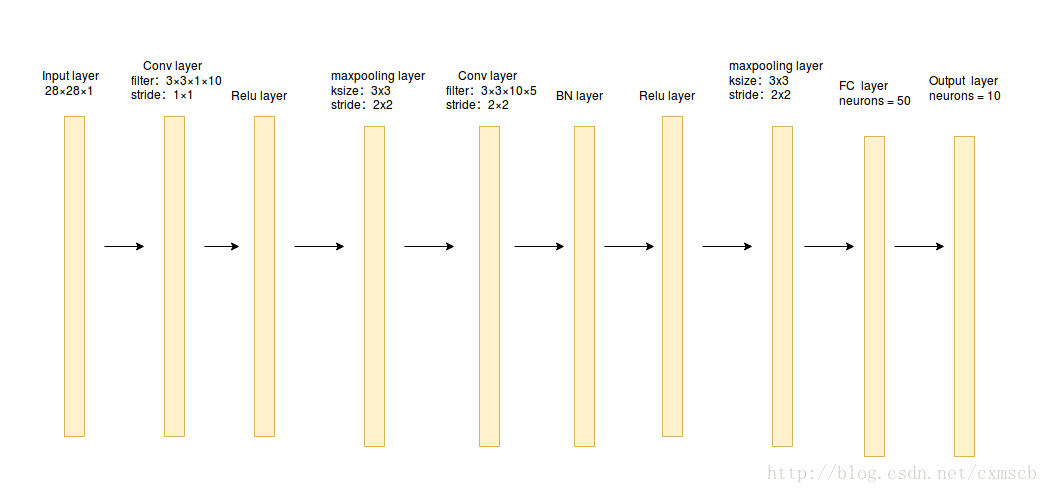 Input layer
28×28×1
Conv layer
filter：3×3×1×10
stride：1×1
Relu layer
maxpooling layer
ksize：3x3
stride：2x2
Conv layer
filter：3×3×10×5
stride：2×2
BN layer
Relu layer
maxpooling layer
ksize：3x3
stride：2x2
FC layer
neurons = 50
Output layer
neurons = 10
http://blog.csdn.net/cxmscb